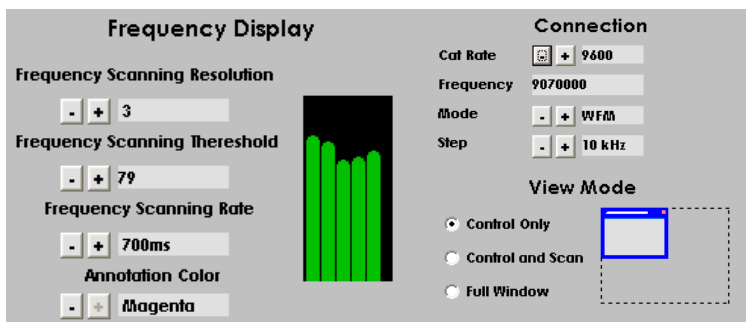 Frequency Display
Frequency Scanning Resolution
- + 3
Frequency Scanning Thereshold
- + 79
Frequency Scanning Rate
- + 700ms
Annotation Color
- + Magenta
Connection
Cat Rate - + 9600
Frequency 9070000
Mode - + WFM
Step - + 10 kHz
View Mode
Control Only
Control and Scan
Full Window